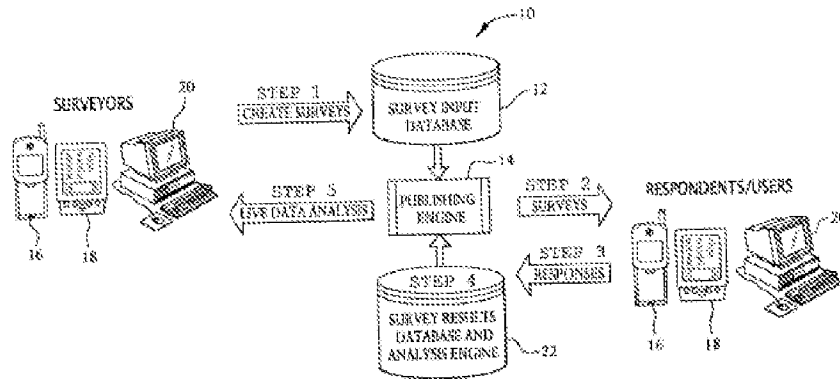 10
SURVEYORS
20
STEP 1
CREATE SURVEYS
SURVEY INPUT
DATABASE
12
16
18
STEP 5
LIVE DATA ANALYSIS
14
PUBLISHING
ENGINE
STEP 2
SURVEYS
RESPONDENTS/USERS
20
STEP 3
RESPONSES
STEP 4
SURVEY RESULTS
DATABASE AND
ANALYSIS ENGINE
22
16
18